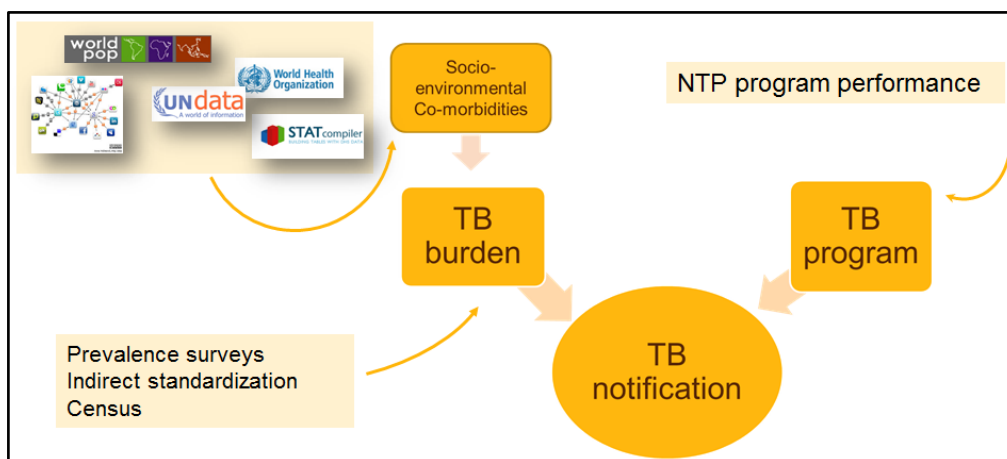 world
pop
World Health
Organization
UNdata
A world of information
STATcompiler
BUILDING TABLES WITH DHS DATA
Socio-
environmental
Co-morbidities
NTP program performance
TB
burden
TB
program
Prevalence surveys
Indirect standardization
Census
TB
notification